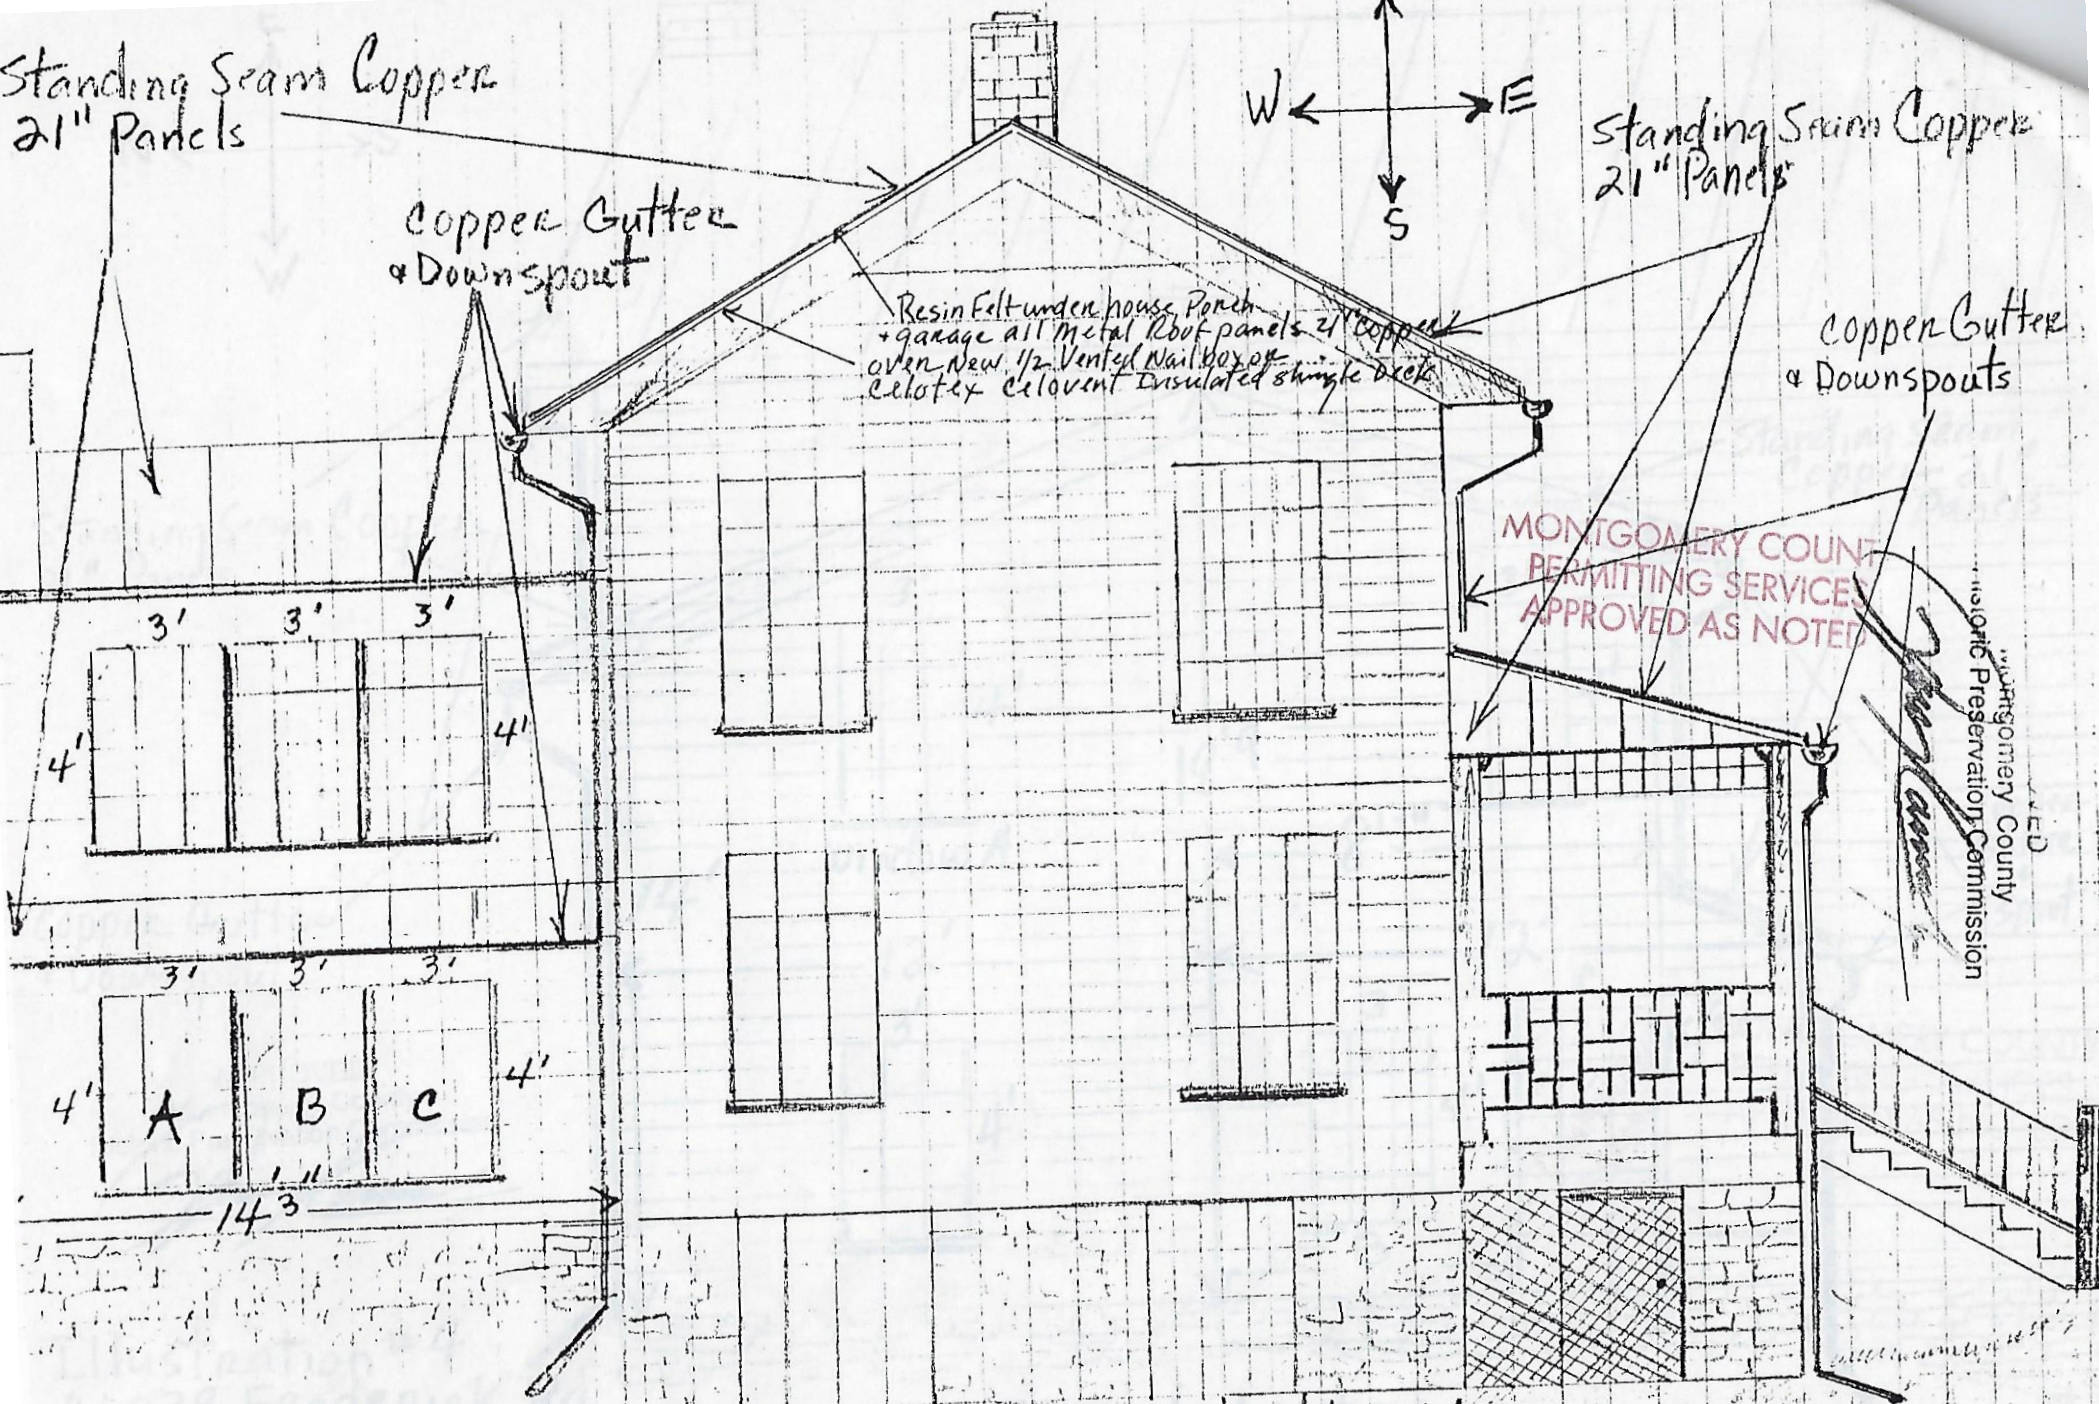 Standing Seam Copper
21" Panels
Copper Gutter
& Downspout
W
E
S
Standing Seam Copper
21" Panels
Copper Gutter
& Downspouts
Resin Felt under house Porch
+ garage all Metal Roof panels 21" Copper
over New 1/2 Vented Nailbox or
Celotex Celovent Insulated shingle Deck
MONTGOMERY COUNT
PERMITTING SERVICES
APPROVED AS NOTED
Montgomery County
Historic Preservation Commission
3' 3' 3'
4' 4'
3' 3' 3'
4' A B C 4'
14' 3"